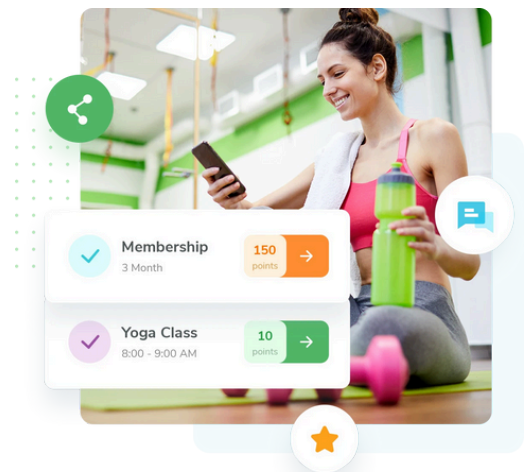 Membership
3 Month
150
points
Yoga Class
8:00 - 9:00 AM
10
points